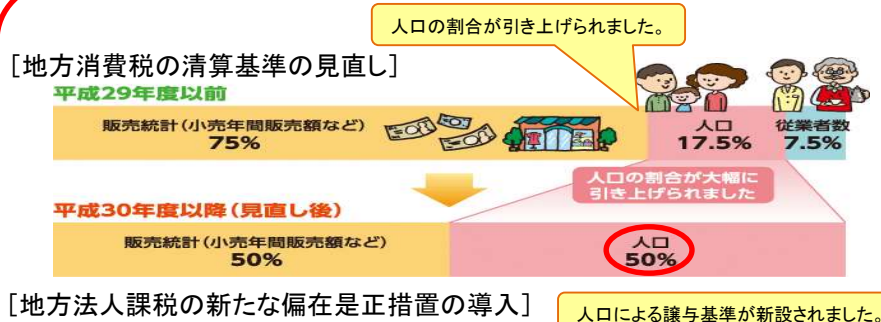 人口の割合が引き上げられました。
[地方消費税の清算基準の見直し]
平成29年度以前
販売統計(小売年間販売額など)
75%
人口
17.5%
従業者数
7.5%
人口の割合が大幅に
引き上げられました
平成30年度以降(見直し後)
販売統計(小売年間販売額など)
50%
人口
50%
[地方法人課税の新たな偏在是正措置の導入]
人口による譲与基準が新設されました。